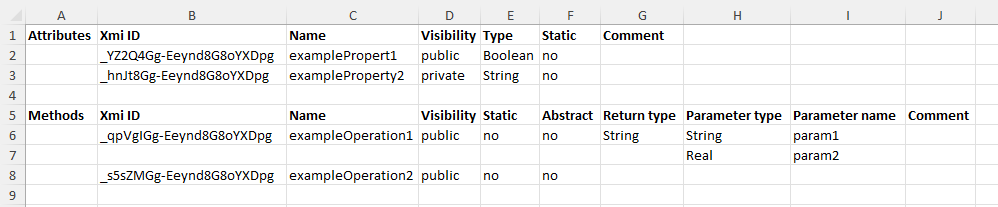 A B C D E F G H I J
1 Attributes Xmi ID Name Visibility Type Static Comment
2 _YZ2Q4Gg-Eeynd8G8oYXDpg examplePropert1 public Boolean no
3 _hnJt8Gg-Eeynd8G8oYXDpg exampleProperty2 private String no
4
5 Methods Xmi ID Name Visibility Static Abstract Return type Parameter type Parameter name Comment
6 _qpVgIGg-Eeynd8G8oYXDpg exampleOperation1 public no no String String param1
7 Real param2
8 _s5sZMGg-Eeynd8G8oYXDpg exampleOperation2 public no no
9